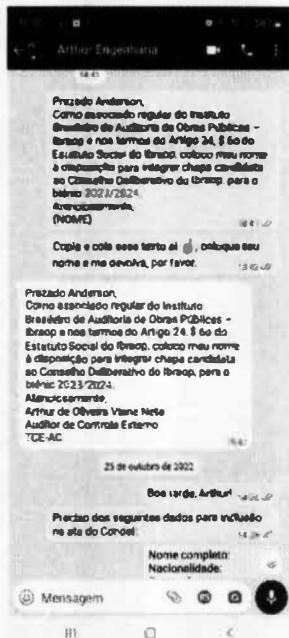 Arthur Engenharia
14:41
Prezado Anderson,
Como associado regular do Instituto
Brasileiro de Auditoria de Obras Públicas –
Ibraop e nos termos do Artigo 24, § 6o do
Estatuto Social do Ibraop, coloco meu nome
à disposição para integrar chapa candidata
ao Conselho Deliberativo do Ibraop, para o
biênio 2023/2024.
Atenciosamente,
(NOME)
Copie e cole esse texto aí ☝, coloque seu
nome e me devolva, por favor.
Prezado Anderson,
Como associado regular do Instituto
Brasileiro de Auditoria de Obras Públicas –
Ibraop e nos termos do Artigo 24, § 6o do
Estatuto Social do Ibraop, coloco meu nome
à disposição para integrar chapa candidata
ao Conselho Deliberativo do Ibraop, para o
biênio 2023/2024.
Atenciosamente,
Arthur de Oliveira Viana Neto
Auditor de Controle Externo
TCE-AC
25 de outubro de 2022
Boa tarde, Arthur!
Preciso dos seguintes dados para inclusão
na ata do Condel:
Nome completo:
Nacionalidade:
Mensagem